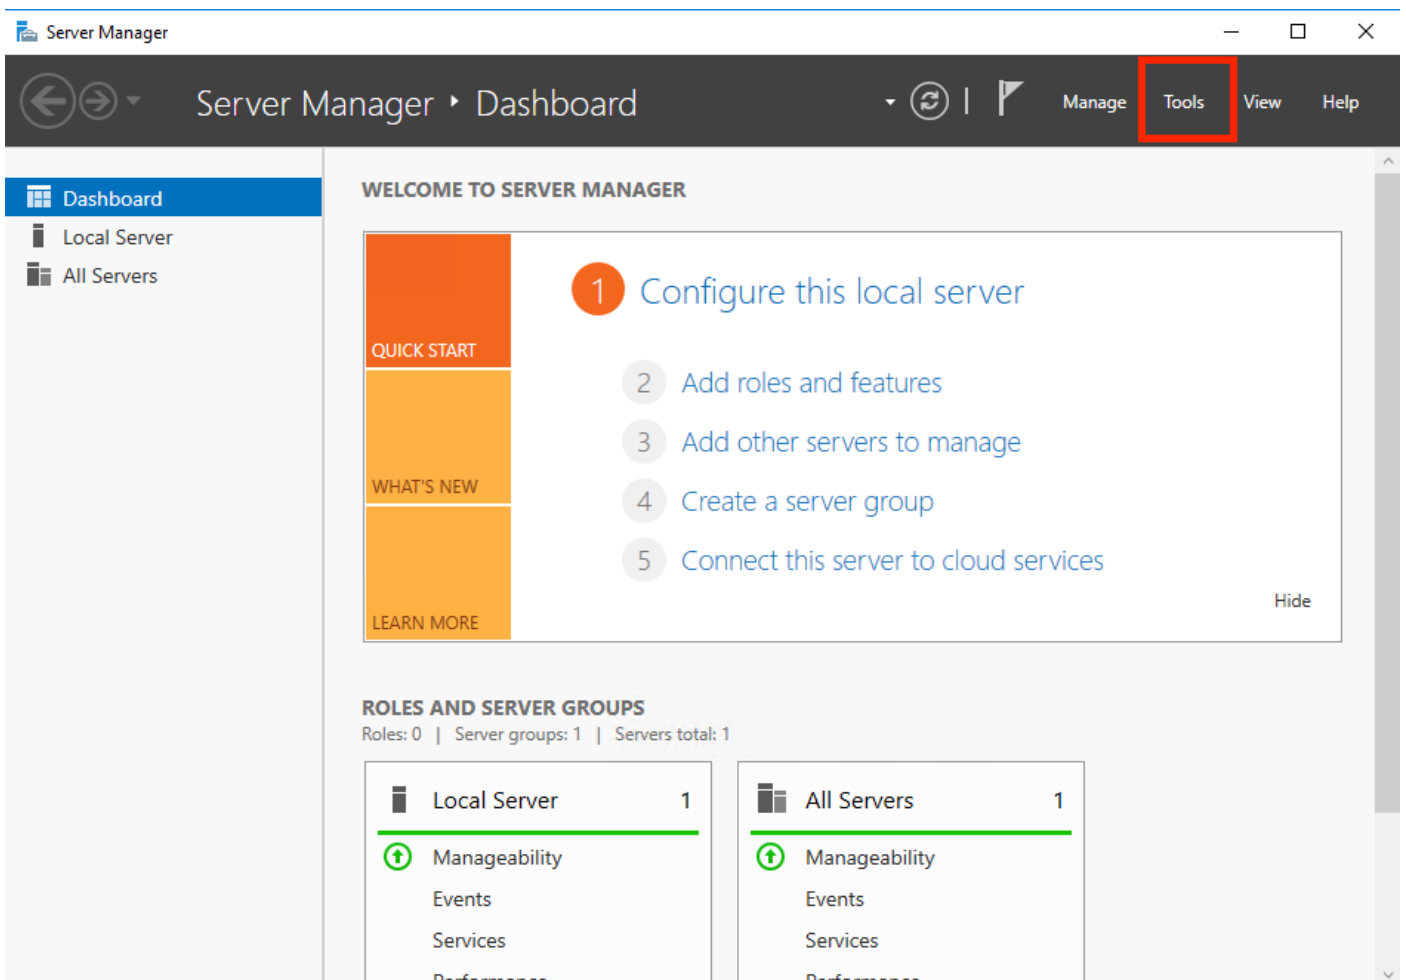 Server Manager
Server Manager ‣ Dashboard
Manage Tools View Help
Dashboard
Local Server
All Servers
WELCOME TO SERVER MANAGER
QUICK START
WHAT'S NEW
LEARN MORE
1 Configure this local server
2 Add roles and features
3 Add other servers to manage
4 Create a server group
5 Connect this server to cloud services
Hide
ROLES AND SERVER GROUPS
Roles: 0 | Server groups: 1 | Servers total: 1
Local Server 1
Manageability
Events
Services
Performance
All Servers 1
Manageability
Events
Services
Performance